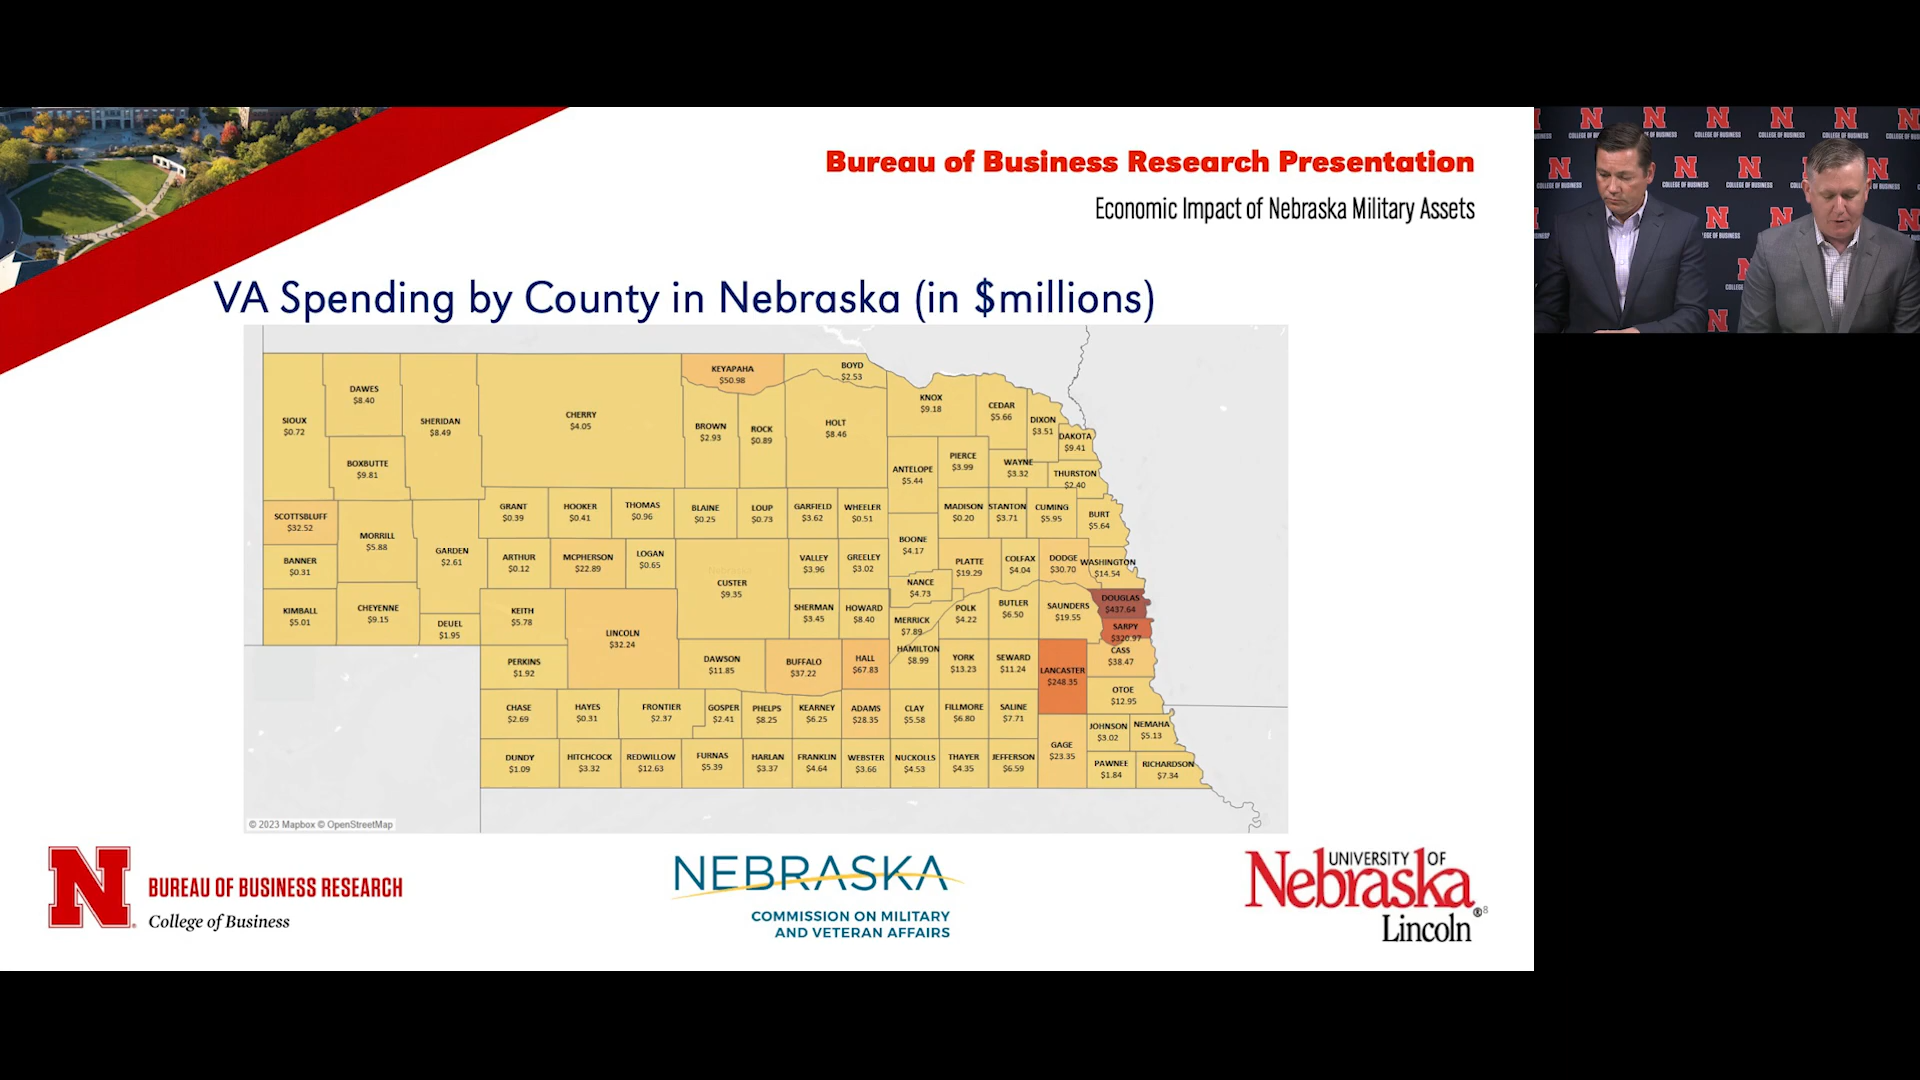 Bureau of Business Research Presentation
Economic Impact of Nebraska Military Assets
VA Spending by County in Nebraska (in $millions)
SIOUX
$0.72
DAWES
$8.40
SHERIDAN
$8.49
CHERRY
$4.05
KEYAPAHA
$50.98
BOYD
$2.53
BROWN
$2.93
ROCK
$0.89
HOLT
$8.46
KNOX
$9.18
CEDAR
$5.66
DIXON
$3.51
DAKOTA
$9.41
BOXBUTTE
$9.81
ANTELOPE
$5.44
PIERCE
$3.99
WAYNE
$3.32
THURSTON
$2.40
SCOTTSBLUFF
$32.52
MORRILL
$5.88
GRANT
$0.39
HOOKER
$0.41
THOMAS
$0.96
BLAINE
$0.25
LOUP
$0.73
GARFIELD
$3.62
WHEELER
$0.51
MADISON
$0.20
STANTON
$3.71
CUMING
$5.95
BURT
$5.64
BANNER
$0.31
GARDEN
$2.61
ARTHUR
$0.12
MCPHERSON
$22.89
LOGAN
$0.65
CUSTER
$9.35
VALLEY
$3.96
GREELEY
$3.02
BOONE
$4.17
NANCE
$4.73
PLATTE
$19.29
COLFAX
$4.04
DODGE
$30.70
WASHINGTON
$14.54
KIMBALL
$5.01
CHEYENNE
$9.15
DEUEL
$1.95
KEITH
$5.78
LINCOLN
$32.24
SHERMAN
$3.45
HOWARD
$8.40
MERRICK
$7.89
POLK
$4.22
BUTLER
$6.50
SAUNDERS
$19.55
DOUGLAS
$437.64
SARPY
$320.97
PERKINS
$1.92
DAWSON
$11.85
BUFFALO
$37.22
HALL
$67.83
HAMILTON
$8.99
YORK
$13.23
SEWARD
$11.24
LANCASTER
$248.35
CASS
$38.47
OTOE
$12.95
CHASE
$2.69
HAYES
$0.31
FRONTIER
$2.37
GOSPER
$2.41
PHELPS
$8.25
KEARNEY
$6.25
ADAMS
$28.35
CLAY
$5.58
FILLMORE
$6.80
SALINE
$7.71
JOHNSON
$3.02
NEMAHA
$5.13
DUNDY
$1.09
HITCHCOCK
$3.32
REDWILLOW
$12.63
FURNAS
$5.39
HARLAN
$3.37
FRANKLIN
$4.64
WEBSTER
$3.66
NUCKOLLS
$4.53
THAYER
$4.35
JEFFERSON
$6.59
GAGE
$23.35
PAWNEE
$1.84
RICHARDSON
$7.34
© 2023 Mapbox © OpenStreetMap
N
BUREAU OF BUSINESS RESEARCH
College of Business
NEBRASKA
COMMISSION ON MILITARY
AND VETERAN AFFAIRS
UNIVERSITY OF
Nebraska
Lincoln
®
8
N
COLLEGE OF BUSINESS